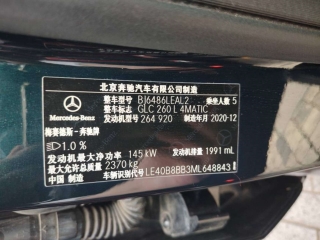 北京奔驰汽车有限公司制造
整车型号 BJ6486LEAL2 乘坐人数 5
整车标志 GLC 260 L 4MATIC
发动机型号 264 920 制造年月 2020-12
Mercedes-Benz
梅赛德斯-奔驰牌
1.0 %
发动机最大净功率 145 kW 发动机排量 1991 mL
最大允许总质量 2370 kg
中国制造 车辆识别代号 LE40B8BB3ML648843